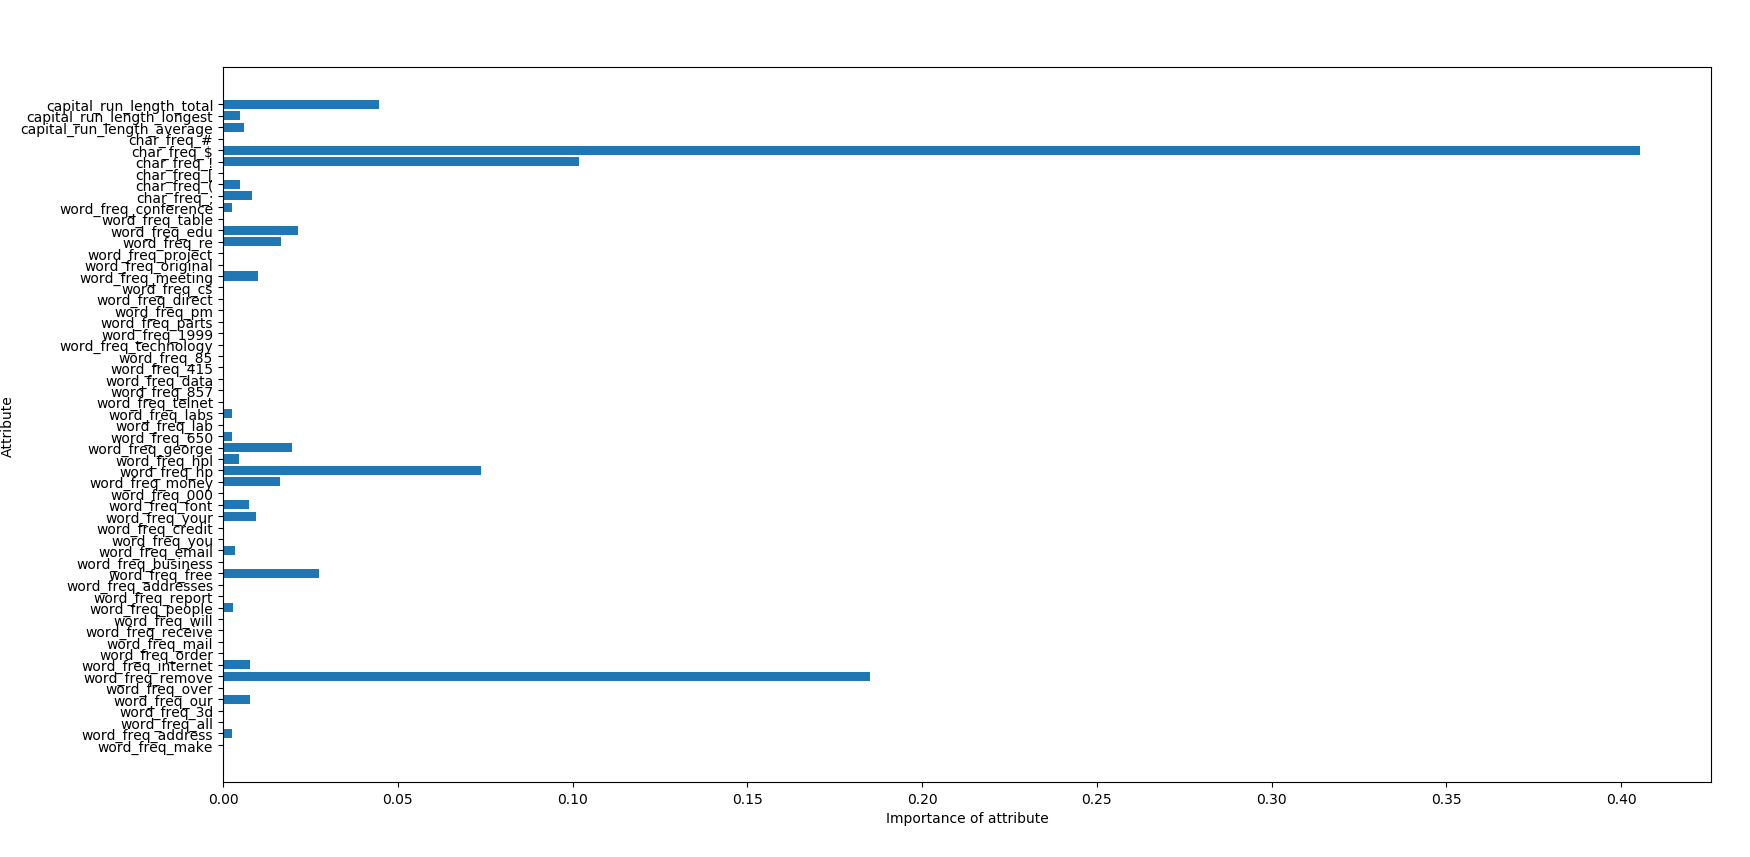 capital_run_length_total
capital_run_length_longest
capital_run_length_average
char_freq_#
char_freq_$
char_freq_!
char_freq_[
char_freq_(
char_freq_;
word_freq_conference
word_freq_table
word_freq_edu
word_freq_re
word_freq_project
word_freq_original
word_freq_meeting
word_freq_cs
word_freq_direct
word_freq_pm
word_freq_parts
word_freq_1999
word_freq_technology
word_freq_85
word_freq_415
word_freq_data
word_freq_857
word_freq_telnet
word_freq_labs
word_freq_lab
word_freq_650
word_freq_george
word_freq_hpl
word_freq_hp
word_freq_money
word_freq_000
word_freq_font
word_freq_your
word_freq_credit
word_freq_you
word_freq_email
word_freq_business
word_freq_free
word_freq_addresses
word_freq_report
word_freq_people
word_freq_will
word_freq_receive
word_freq_mail
word_freq_order
word_freq_internet
word_freq_remove
word_freq_over
word_freq_our
word_freq_3d
word_freq_all
word_freq_address
word_freq_make
Attribute
0.00 0.05 0.10 0.15 0.20 0.25 0.30 0.35 0.40
Importance of attribute